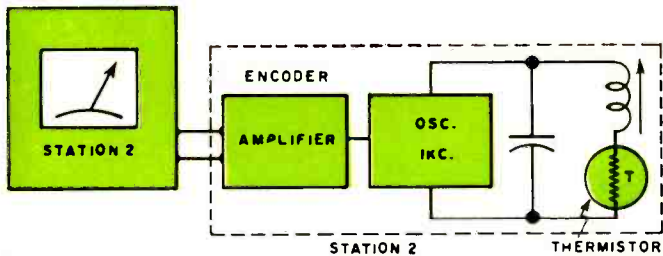 ENCODER
STATION 2
AMPLIFIER
OSC.
1KC.
T
STATION 2
THERMISTOR